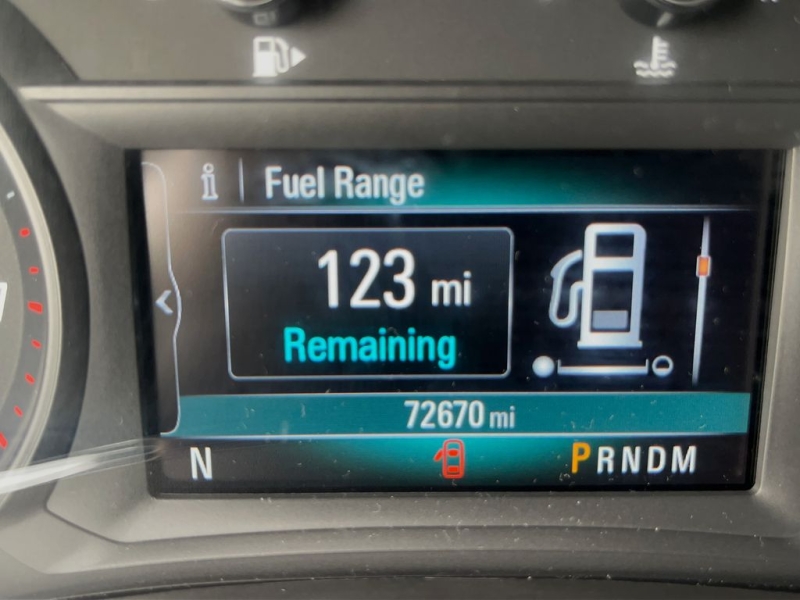 Fuel Range
123 mi
Remaining
72670 mi
N
PRNDM